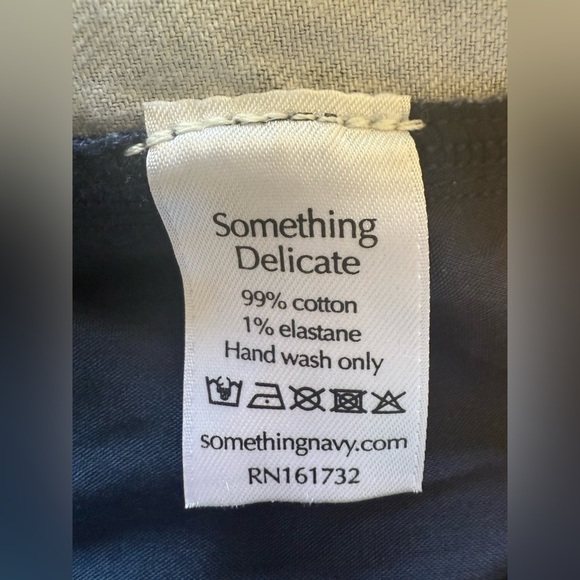 Something
Delicate
99% cotton
1% elastane
Hand wash only
somethingnavy.com
RN161732